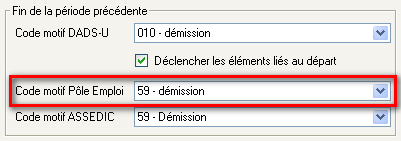 Fin de la période précédente
Code motif DADS-U 010 - démission
Déclencher les éléments liés au départ
Code motif Pôle Emploi 59 - démission
Code motif ASSEDIC 59 - Démission